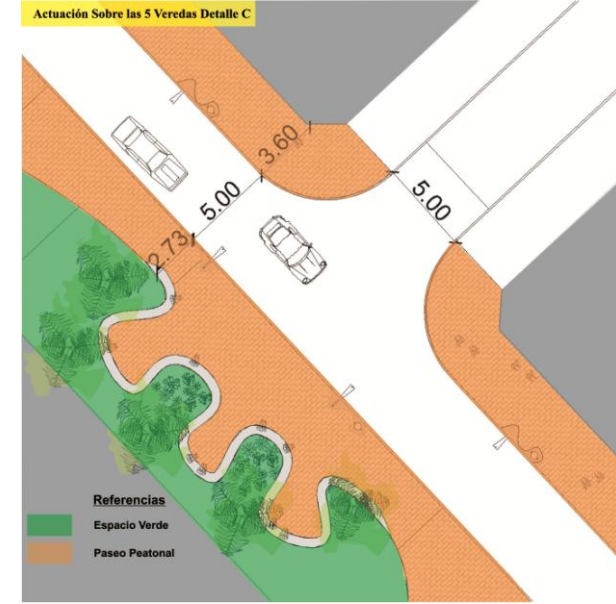 Actuación Sobre las 5 Veredas Detalle C
3.60
5.00
5.00
2.73
Referencias
Espacio Verde
Paseo Peatonal